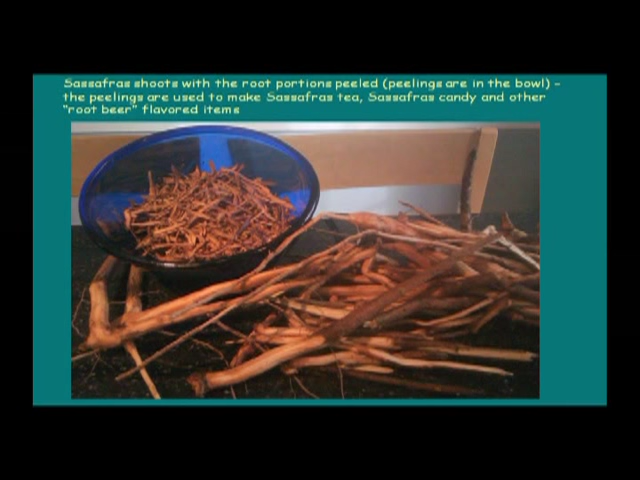 Sassafras shoots with the root portions peeled (peelings are in the bowl) –
the peelings are used to make Sassafras tea, Sassafras candy and other
"root beer" flavored items